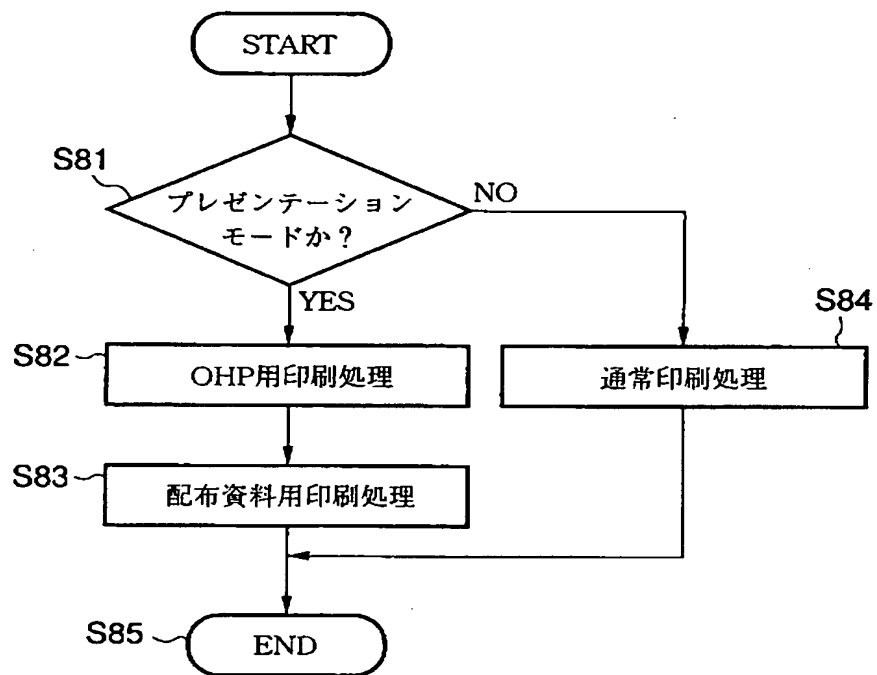 START
S81
プレゼンテーション
モードか?
NO
YES
S82
OHP用印刷処理
S84
通常印刷処理
S83
配布資料用印刷処理
S85
END